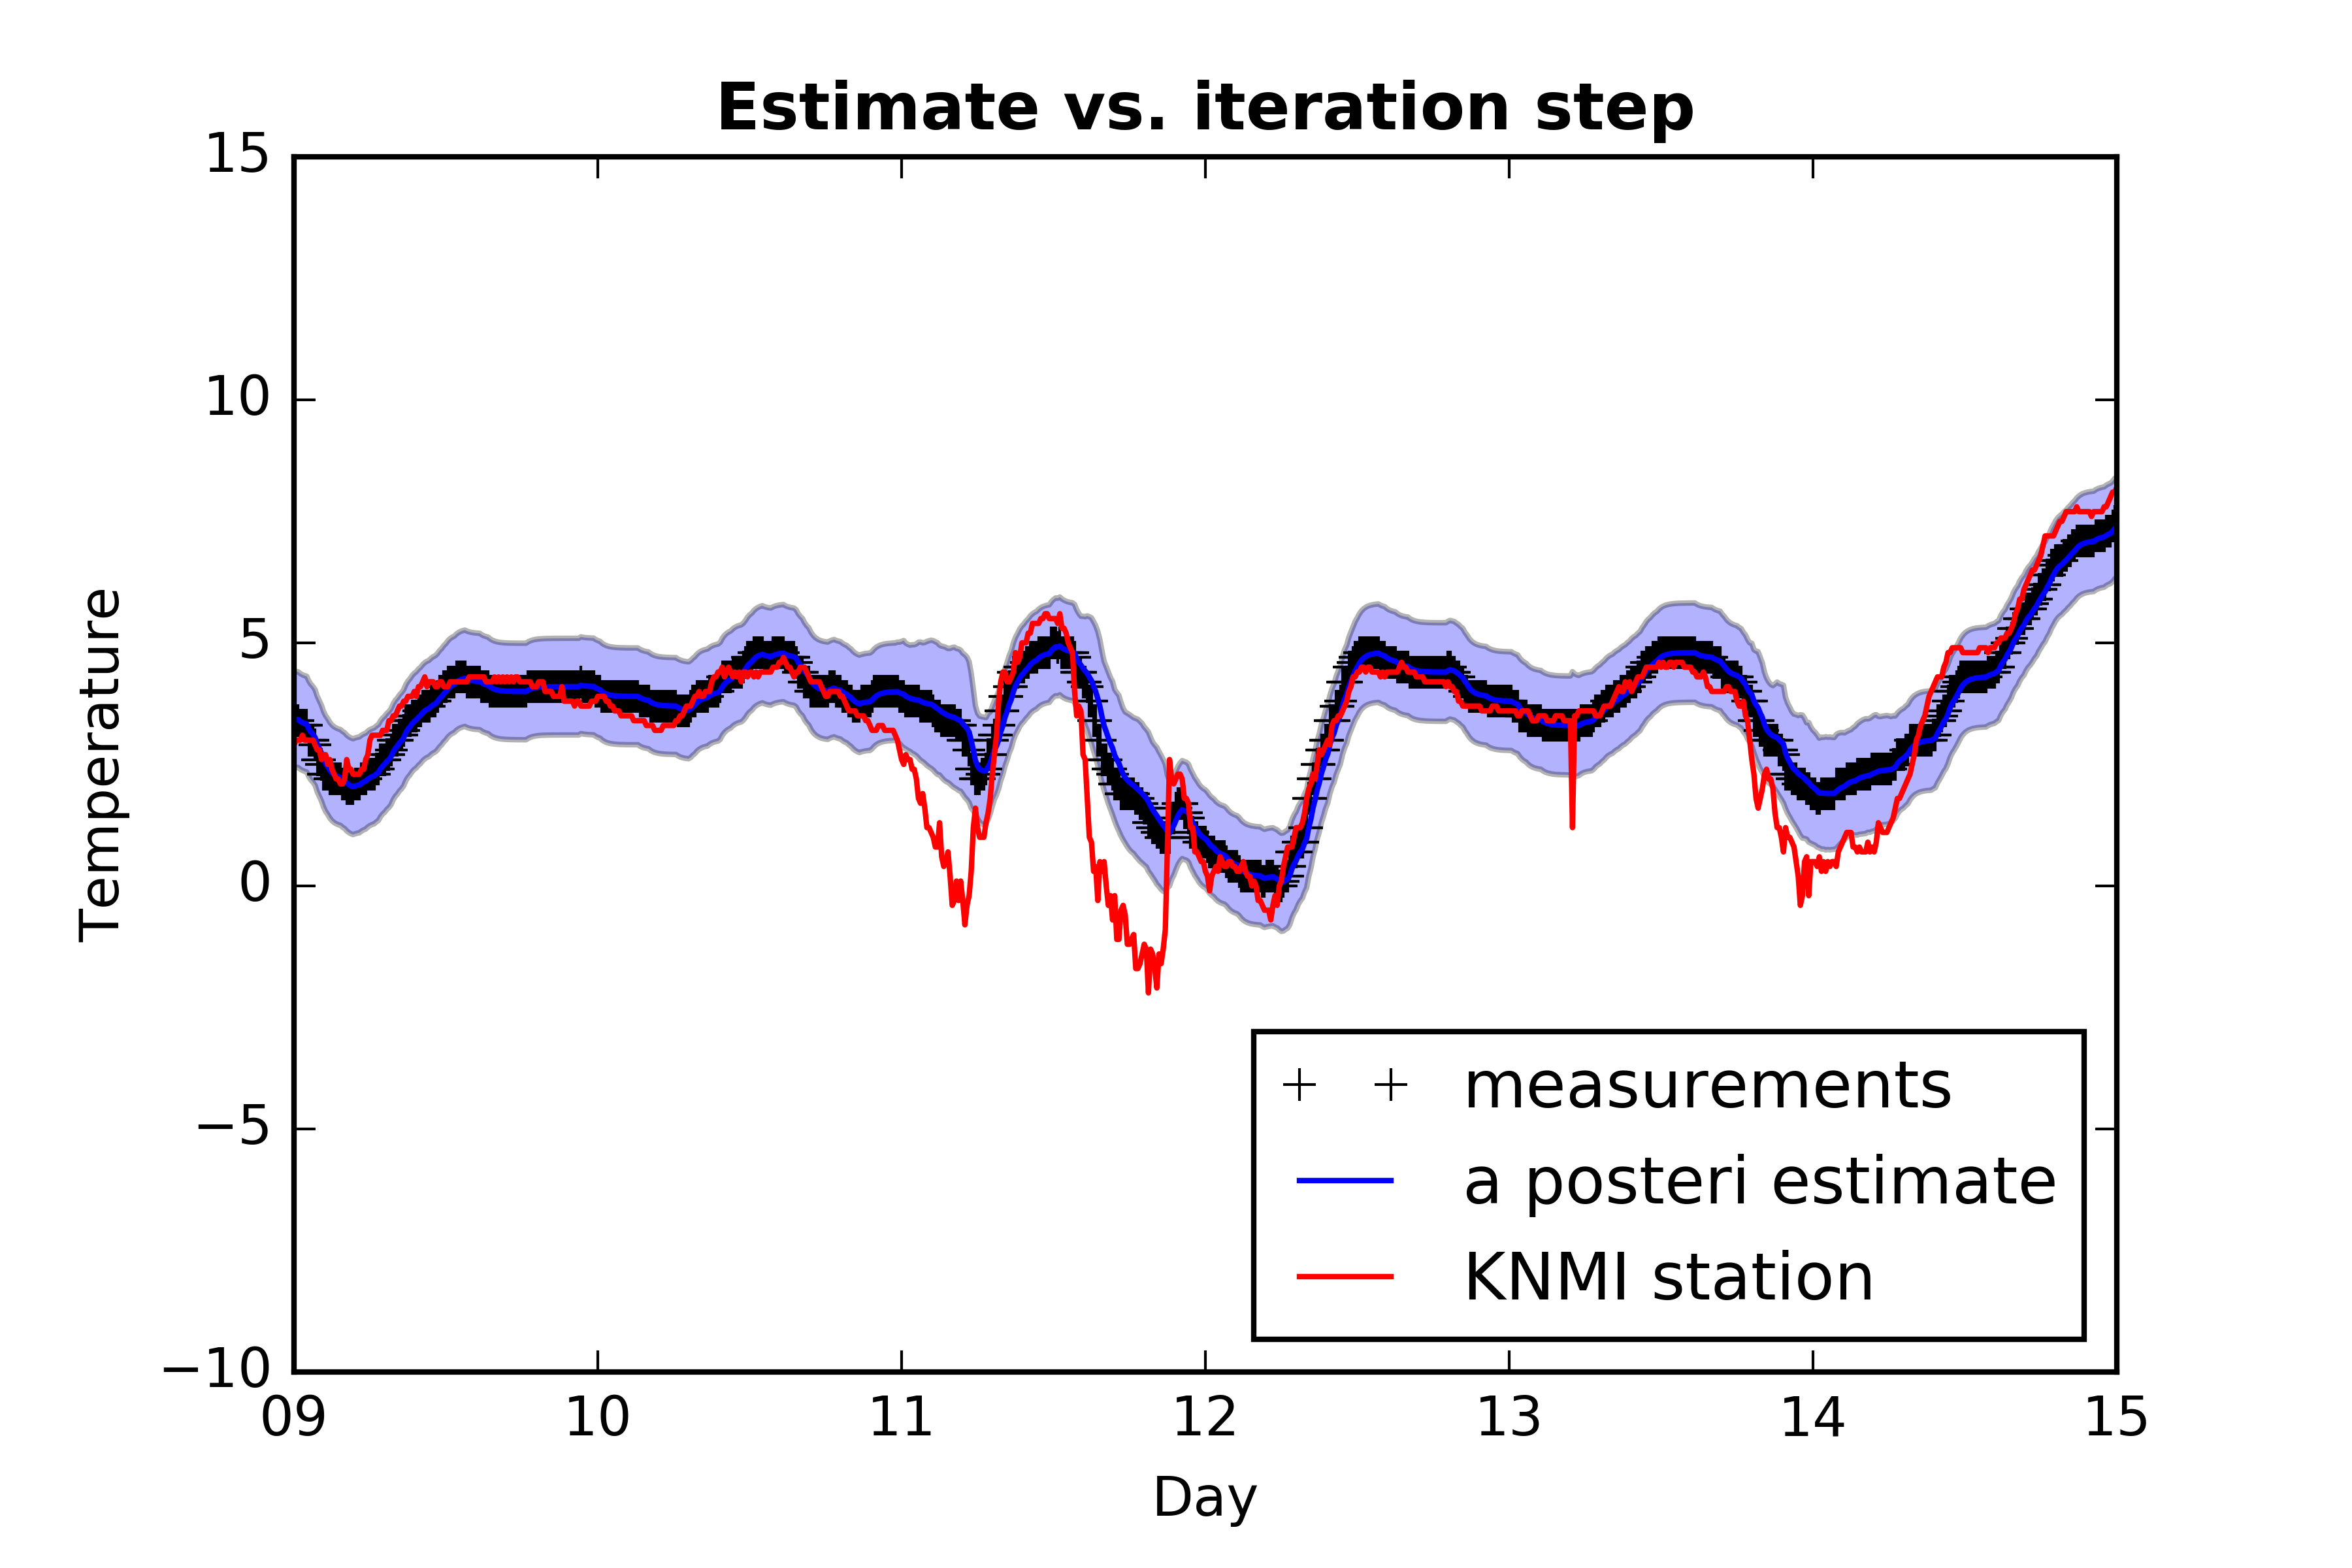 Estimate vs. iteration step
15
10
5
0
−5
−10
Temperature
measurements
a posteri estimate
KNMI station
09 10 11 12 13 14 15
Day